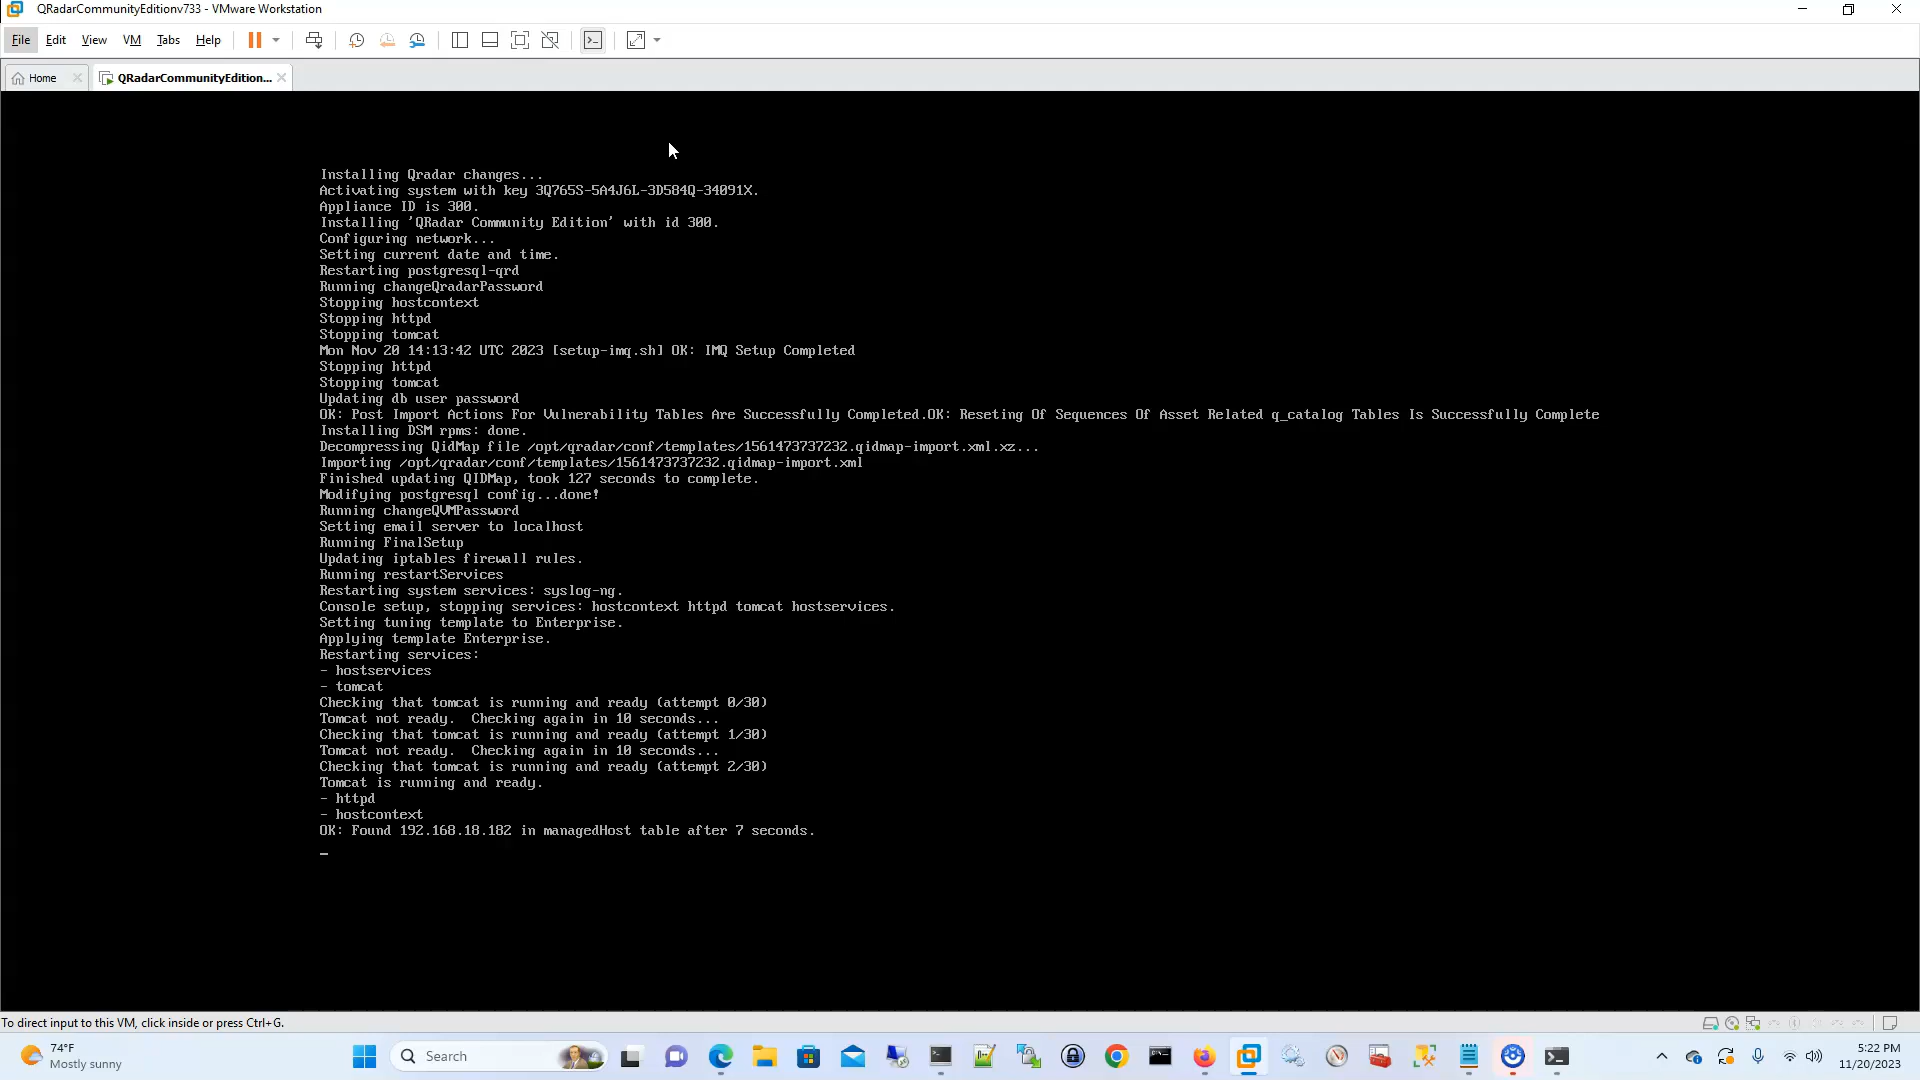 QRadarCommunityEditionv733 - VMware Workstation
File Edit View VM Tabs Help
Home
QRadarCommunityEdition...
Installing Qradar changes...
Activating system with key 3Q765S-5A4J6L-3D584Q-34091X.
Appliance ID is 300.
Installing 'QRadar Community Edition' with id 300.
Configuring network...
Setting current date and time.
Restarting postgresql-qrd
Running changeQradarPassword
Stopping hostcontext
Stopping httpd
Stopping tomcat
Mon Nov 20 14:13:42 UTC 2023 [setup-imq.sh] OK: IMQ Setup Completed
Stopping httpd
Stopping tomcat
Updating db user password
OK: Post Import Actions For Vulnerability Tables Are Successfully Completed.OK: Reseting Of Sequences Of Asset Related q_catalog Tables Is Successfully Complete
Installing DSM rpms: done.
Decompressing QidMap file /opt/qradar/conf/templates/1561473737232.qidmap-import.xml.xz...
Importing /opt/qradar/conf/templates/1561473737232.qidmap-import.xml
Finished updating QIDMap, took 127 seconds to complete.
Modifying postgresql config...done!
Running changeQVMPassword
Setting email server to localhost
Running FinalSetup
Updating iptables firewall rules.
Running restartServices
Restarting system services: syslog-ng.
Console setup, stopping services: hostcontext httpd tomcat hostservices.
Setting tuning template to Enterprise.
Applying template Enterprise.
Restarting services:
- hostservices
- tomcat
Checking that tomcat is running and ready (attempt 0/30)
Tomcat not ready.  Checking again in 10 seconds...
Checking that tomcat is running and ready (attempt 1/30)
Tomcat not ready.  Checking again in 10 seconds...
Checking that tomcat is running and ready (attempt 2/30)
Tomcat is running and ready.
- httpd
- hostcontext
OK: Found 192.168.18.182 in managedHost table after 7 seconds.
_
To direct input to this VM, click inside or press Ctrl+G.
74°F
Mostly sunny
Search
5:22 PM
11/20/2023